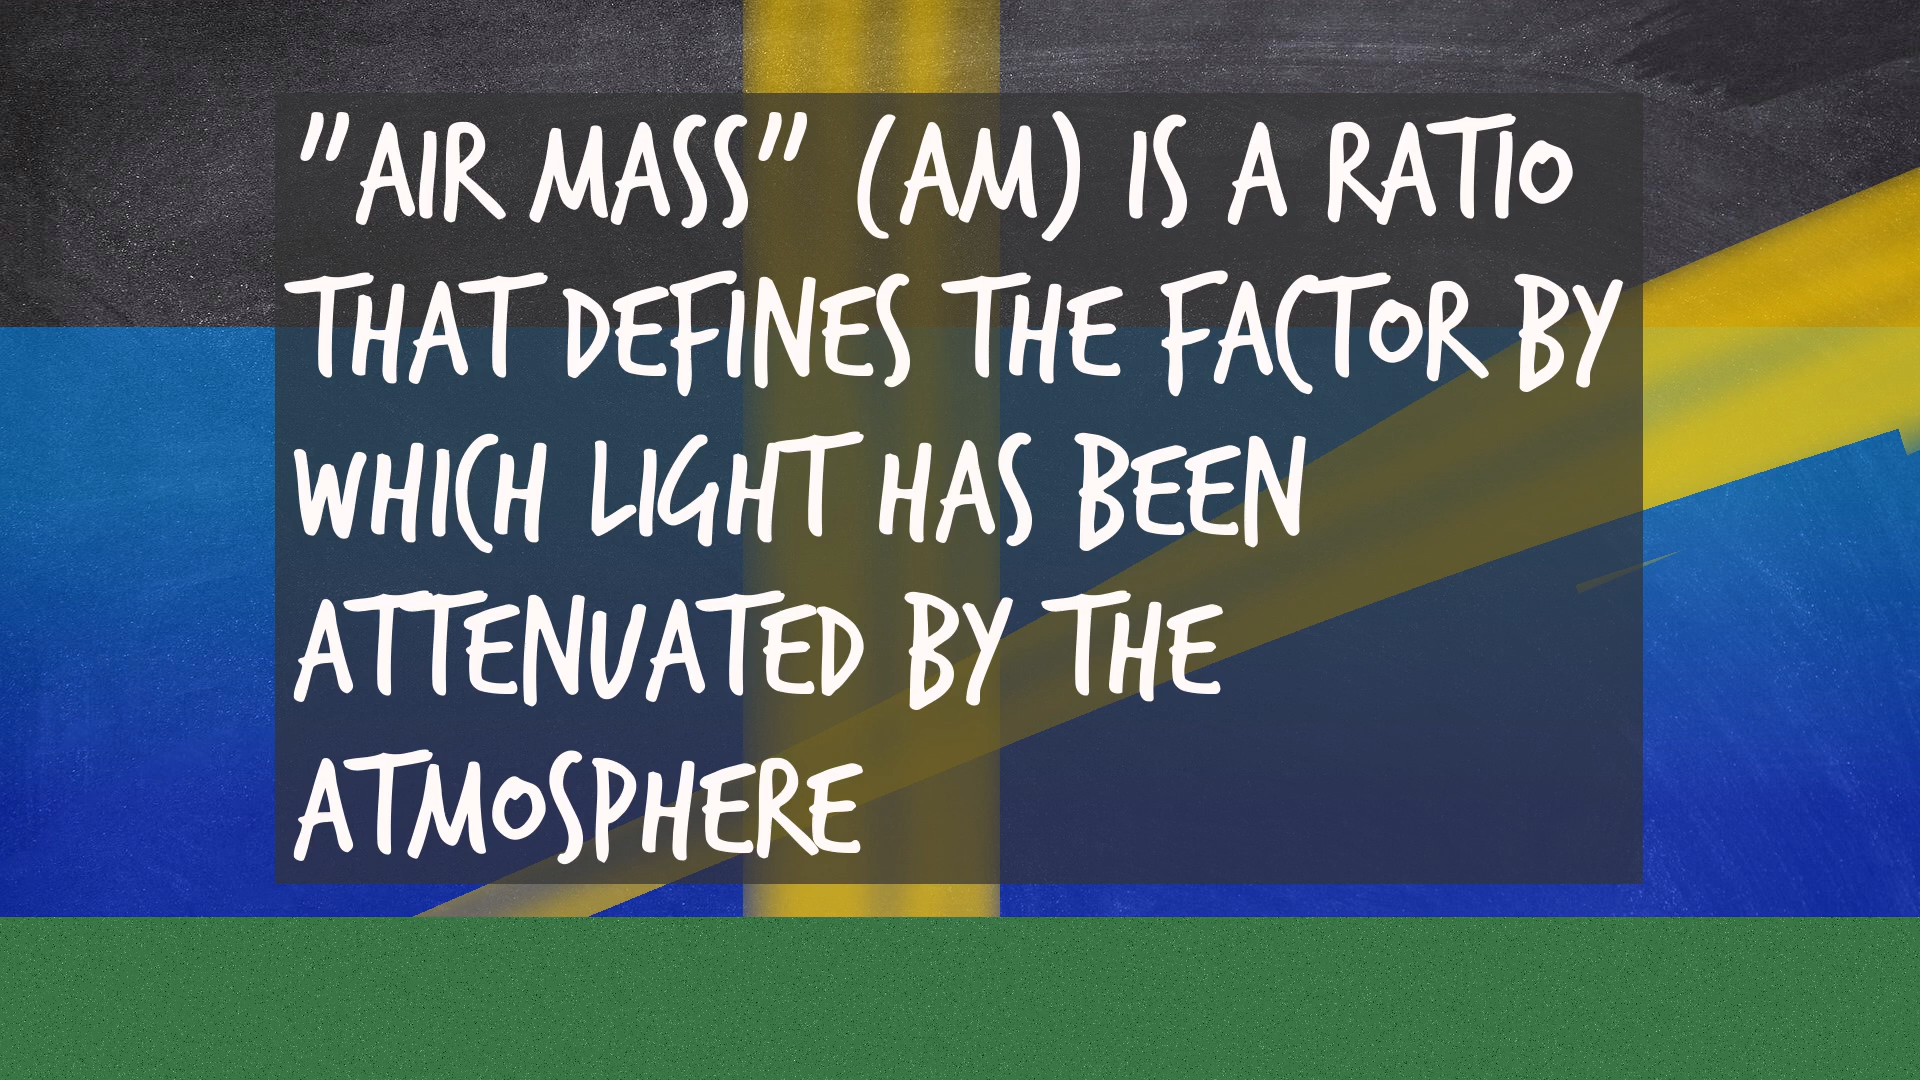 "AIR MASS" (AM) IS A RATIO
THAT DEFINES THE FACTOR BY
WHICH LIGHT HAS BEEN
ATTENUATED BY THE
ATMOSPHERE